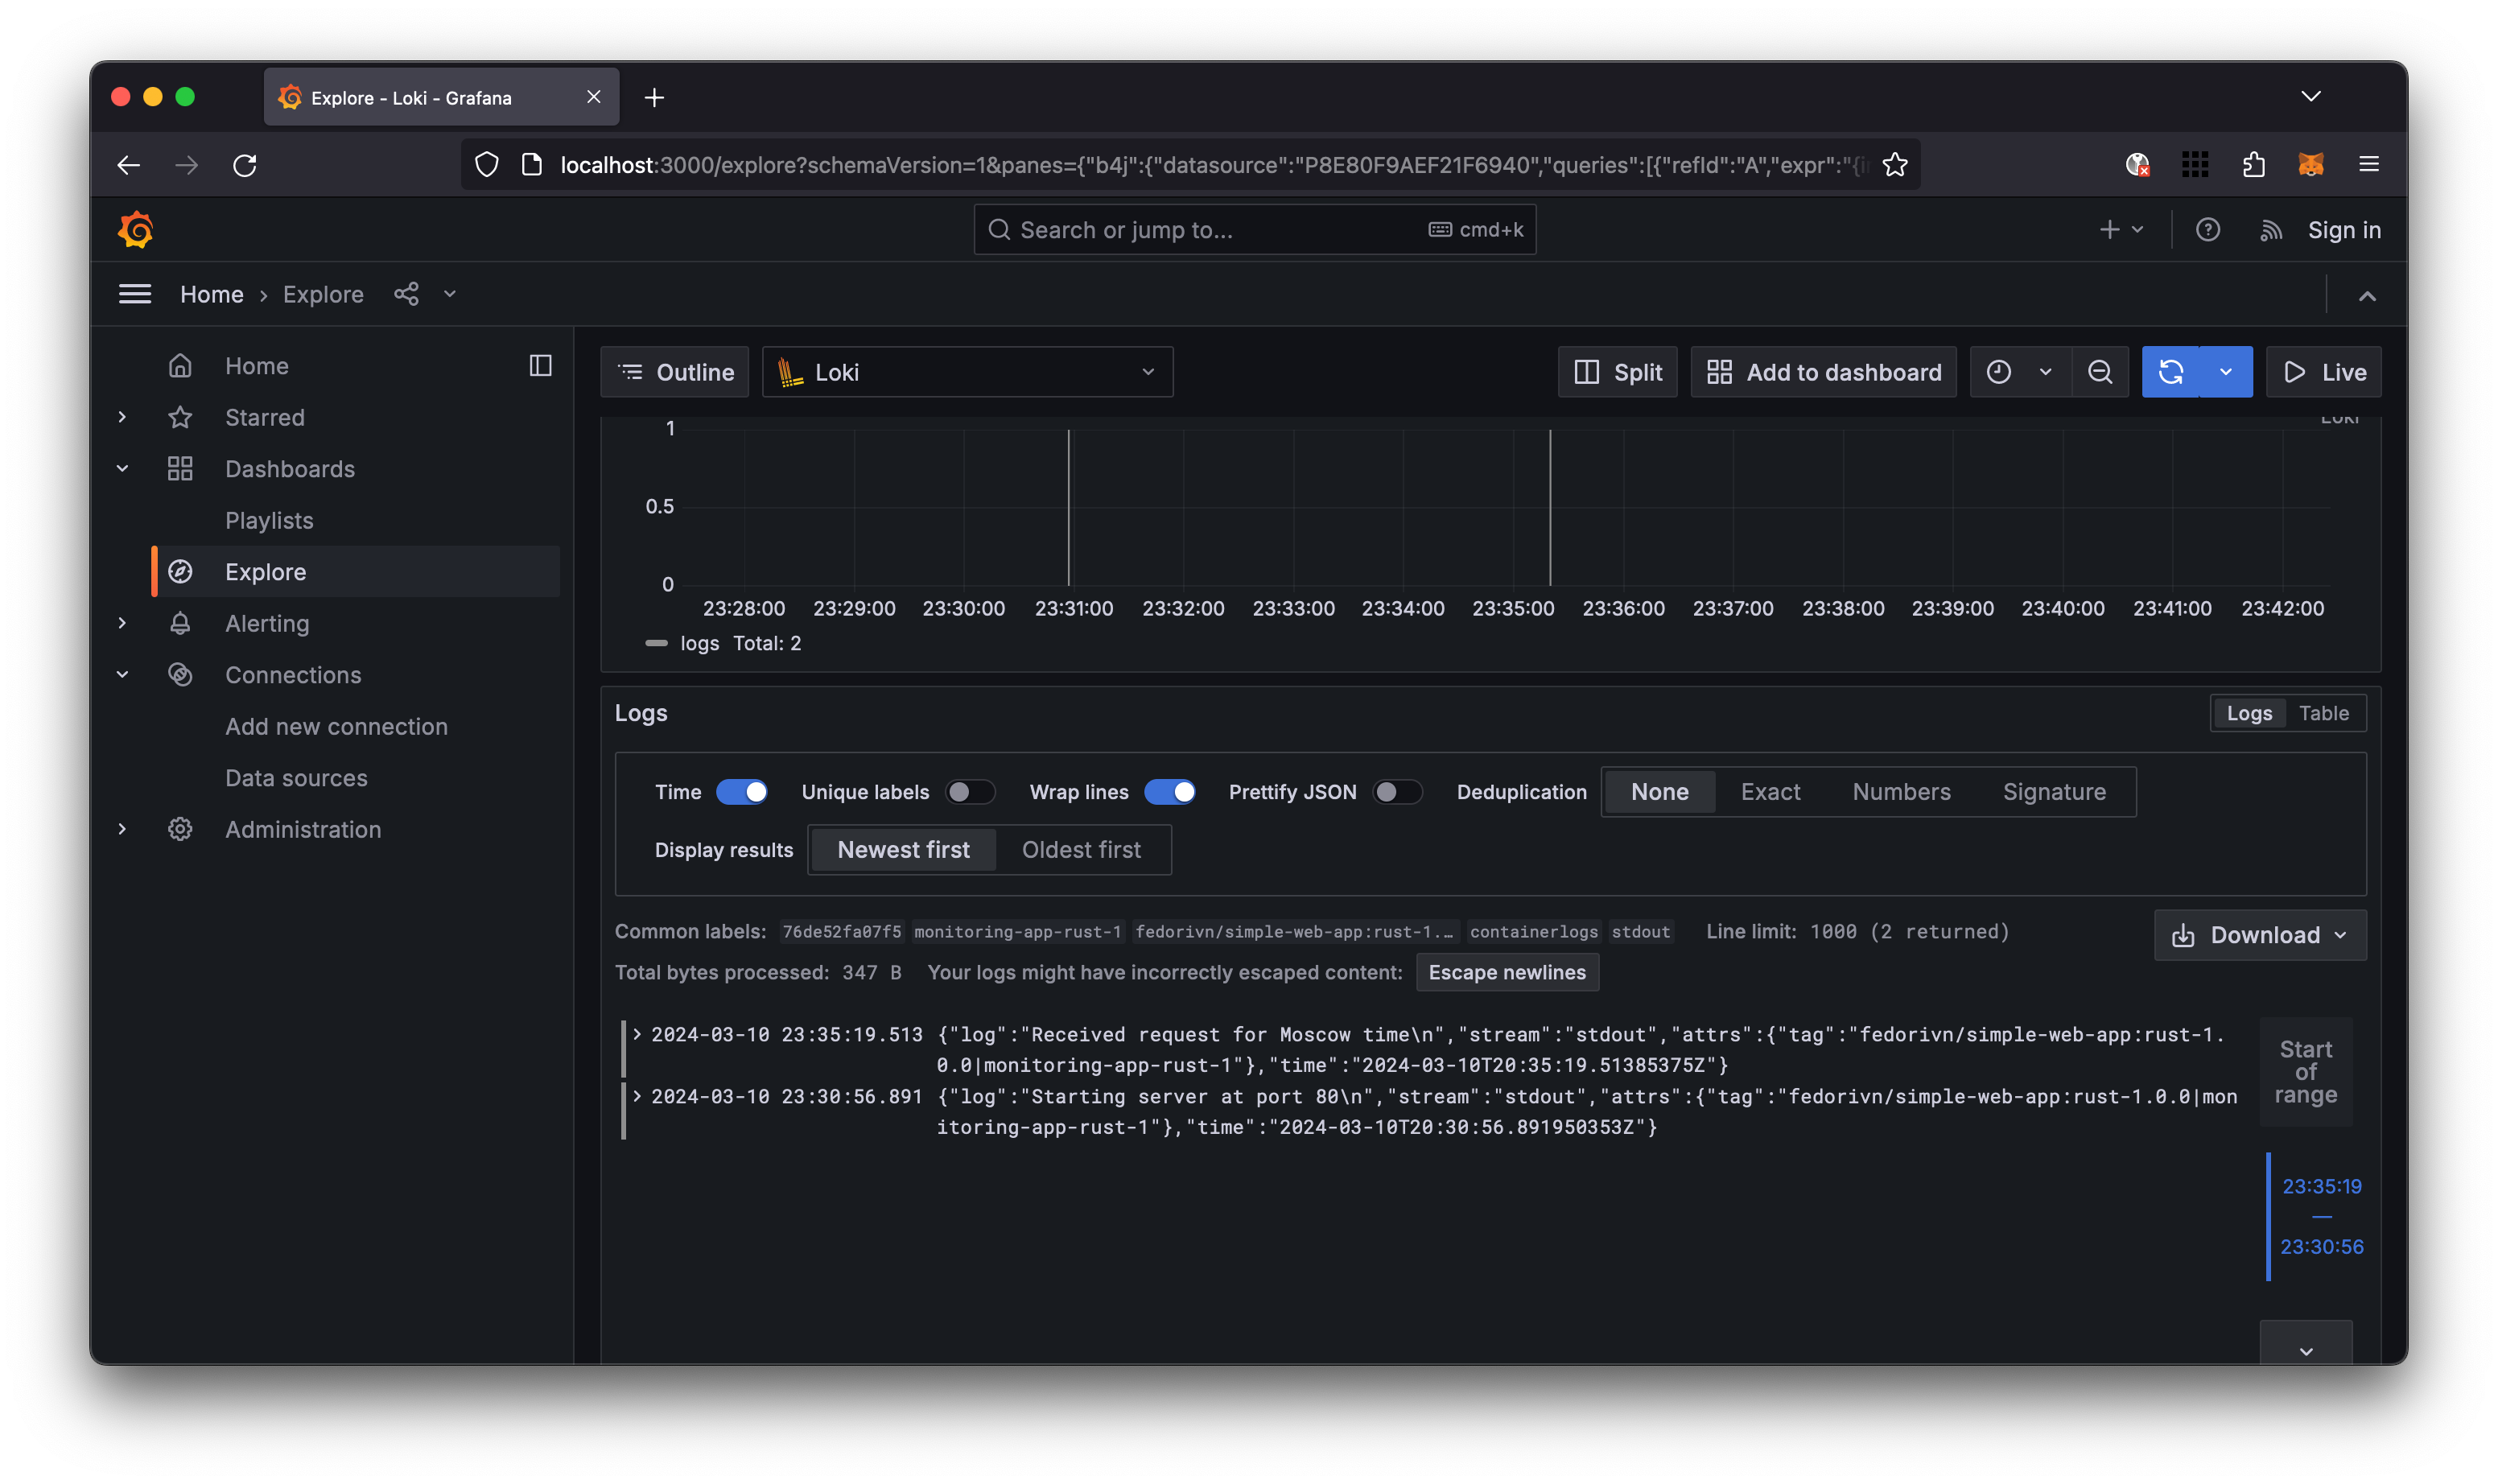 Explore - Loki - Grafana
localhost:3000/explore?schemaVersion=1&panes={"b4j":{"datasource":"P8E80F9AEF21F6940","queries":[{"refId":"A","expr":"{i
Search or jump to... cmd+k
Sign in
Home › Explore
Home
Starred
Dashboards
Playlists
Explore
Alerting
Connections
Add new connection
Data sources
Administration
Outline Loki Split Add to dashboard Live
Loki
1
0.5
0
23:28:00 23:29:00 23:30:00 23:31:00 23:32:00 23:33:00 23:34:00 23:35:00 23:36:00 23:37:00 23:38:00 23:39:00 23:40:00 23:41:00 23:42:00
logs Total: 2
Logs Logs Table
Time Unique labels Wrap lines Prettify JSON Deduplication None Exact Numbers Signature
Display results Newest first Oldest first
Common labels: 76de52fa07f5 monitoring-app-rust-1 fedorivn/simple-web-app:rust-1.… containerlogs stdout Line limit: 1000 (2 returned)
Download
Total bytes processed: 347 B Your logs might have incorrectly escaped content: Escape newlines
2024-03-10 23:35:19.513 {"log":"Received request for Moscow time\n","stream":"stdout","attrs":{"tag":"fedorivn/simple-web-app:rust-1.
0.0|monitoring-app-rust-1"},"time":"2024-03-10T20:35:19.51385375Z"}
2024-03-10 23:30:56.891 {"log":"Starting server at port 80\n","stream":"stdout","attrs":{"tag":"fedorivn/simple-web-app:rust-1.0.0|mon
itoring-app-rust-1"},"time":"2024-03-10T20:30:56.891950353Z"}
Start
of
range
23:35:19
—
23:30:56